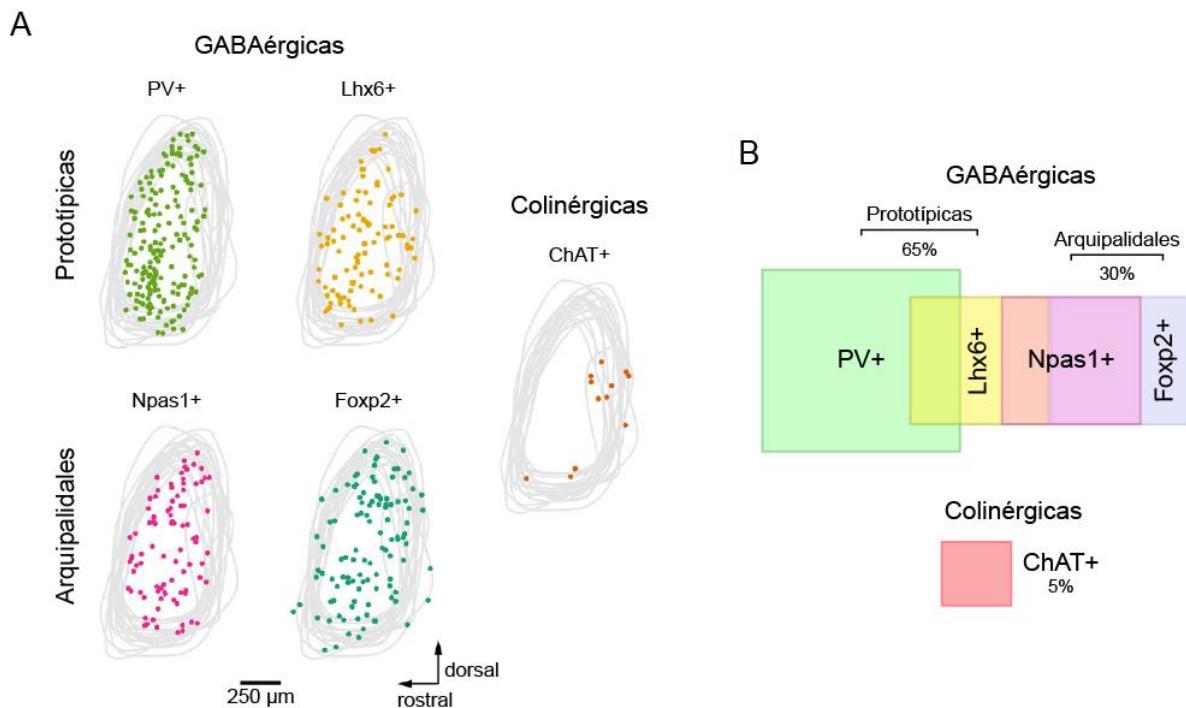 A
GABAérgicas
PV+
Lhx6+
Prototípicas
Colinérgicas
ChAT+
Npas1+
Foxp2+
Arquipalidales
250 µm
dorsal
rostral
B
GABAérgicas
Prototípicas
65%
Arquipalidales
30%
PV+
Lhx6+
Npas1+
Foxp2+
Colinérgicas
ChAT+
5%